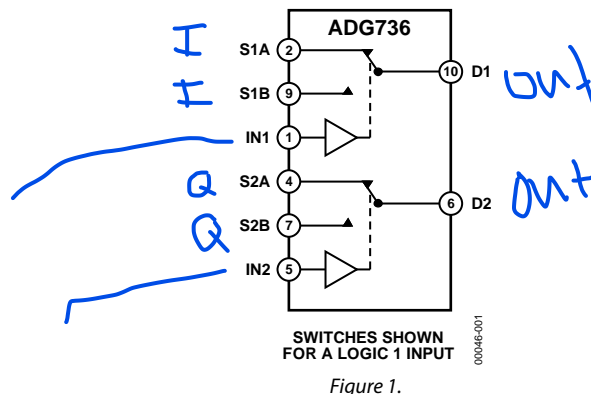 ADG736
I S1A 2 10 D1 out
I S1B 9
IN1 1
Q S2A 4 6 D2 out
Q S2B 7
IN2 5
SWITCHES SHOWN
FOR A LOGIC 1 INPUT
00046-001
Figure 1.